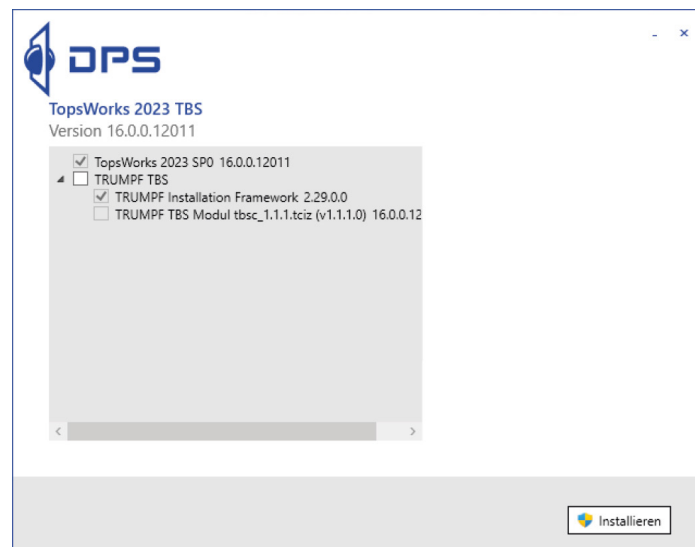 DPS
TopsWorks 2023 TBS
Version 16.0.0.12011
TopsWorks 2023 SP0 16.0.0.12011
TRUMPF TBS
TRUMPF Installation Framework 2.29.0.0
TRUMPF TBS Modul tbsc_1.1.1.tciz (v1.1.1.0) 16.0.0.12
Installieren